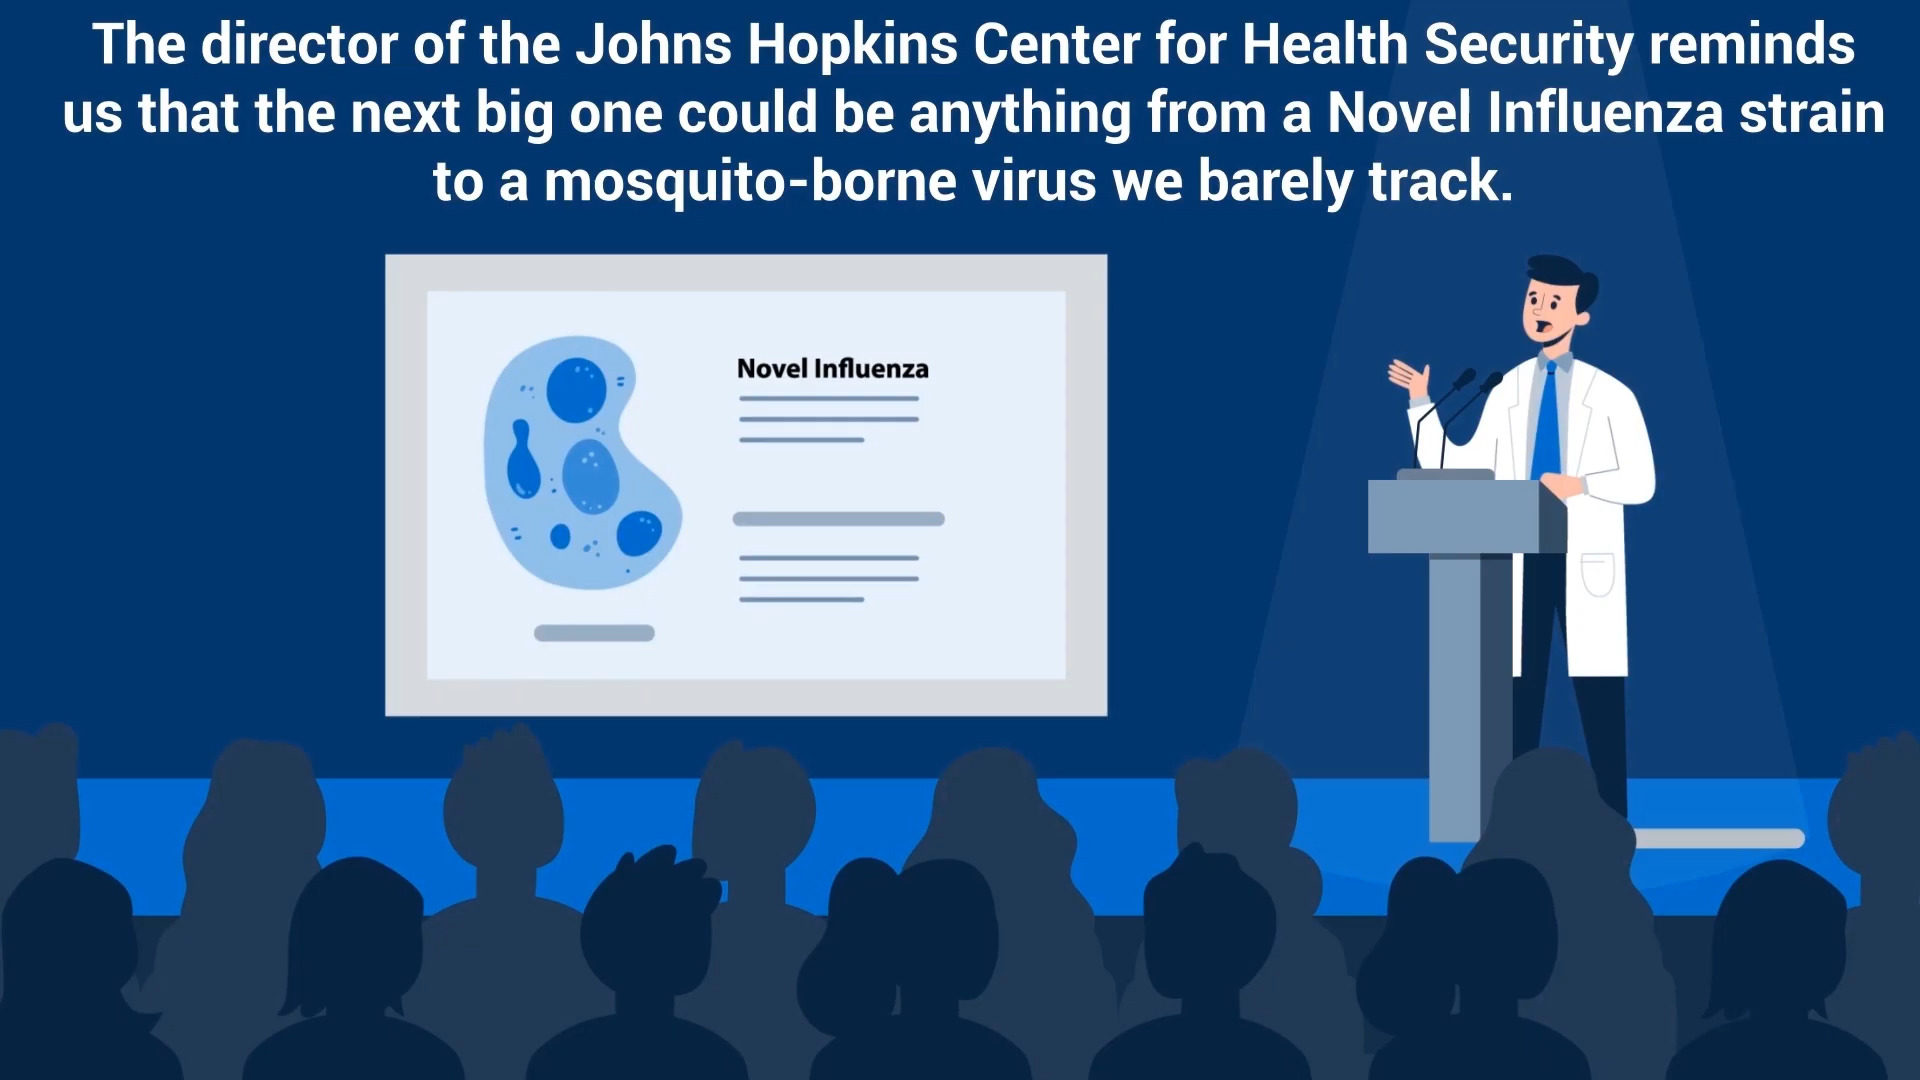 The director of the Johns Hopkins Center for Health Security reminds
us that the next big one could be anything from a Novel Influenza strain
to a mosquito-borne virus we barely track.
Novel Influenza